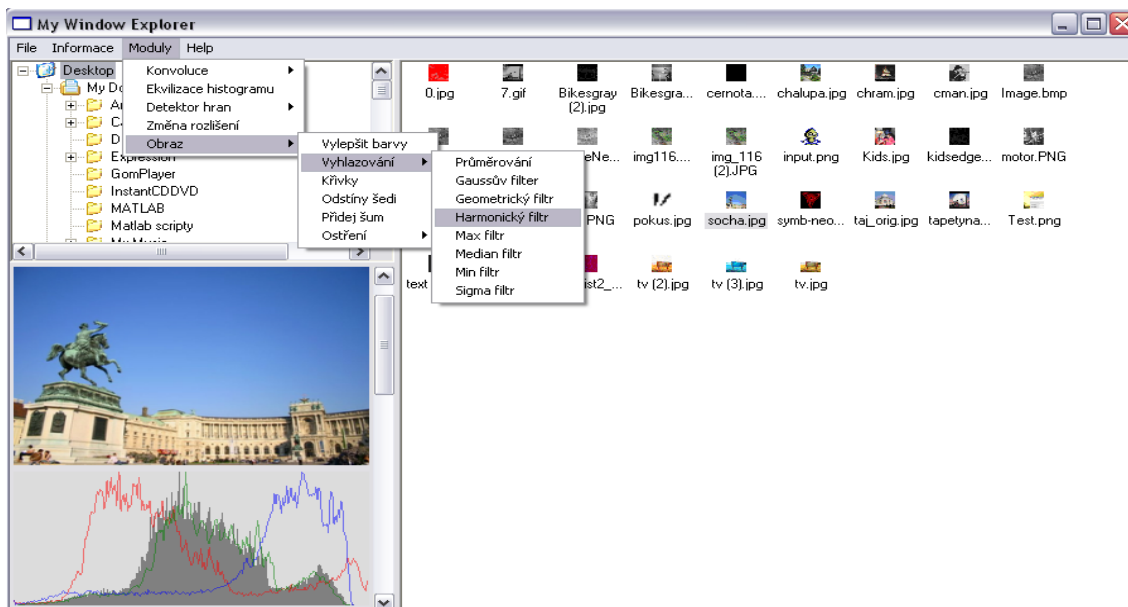 My Window Explorer
File Informace Moduly Help
Desktop
My Do
Konvoluce
Ekvilizace histogramu
Detektor hran
Změna rozlišení
Obraz
Expression
GomPlayer
InstantCDDVD
MATLAB
Matlab scripty
Vylepšit barvy
Vyhlazování
Křivky
Odstíny šedi
Přidej šum
Ostření
Průměrování
Gaussův filter
Geometrický filtr
Harmonický filtr
Max filtr
Median filtr
Min filtr
Sigma filtr
0.jpg 7.gif Bikesgray Bikesgra... cernota.... chalupa.jpg chram.jpg cman.jpg Image.bmp
(2).jpg
eNe... img116.... img_116 input.png Kids.jpg kidsedge... motor.PNG
(2).JPG
PNG pokus.jpg socha.jpg symb-neo... taj_orig.jpg tapetyna... Test.png
text ist2_... tv (2).jpg tv (3).jpg tv.jpg